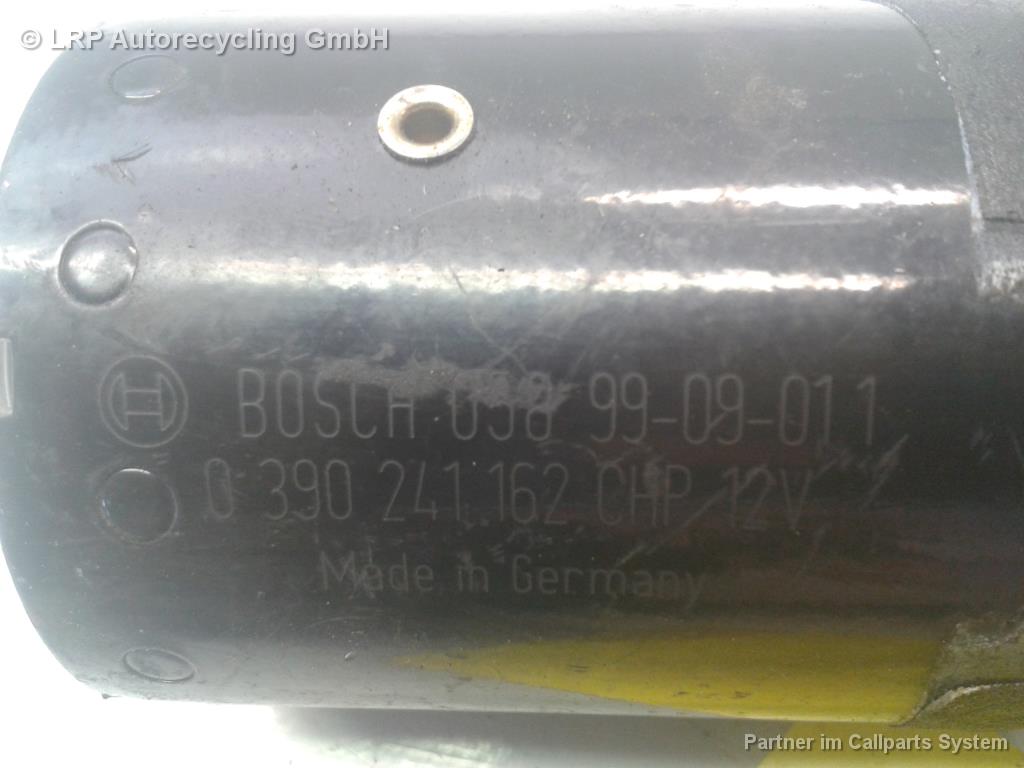 © LRP Autorecycling GmbH
BOSCH 098 99-09-01 1
0 390 241 162 CHP 12V
Made in Germany
Partner im Callparts System